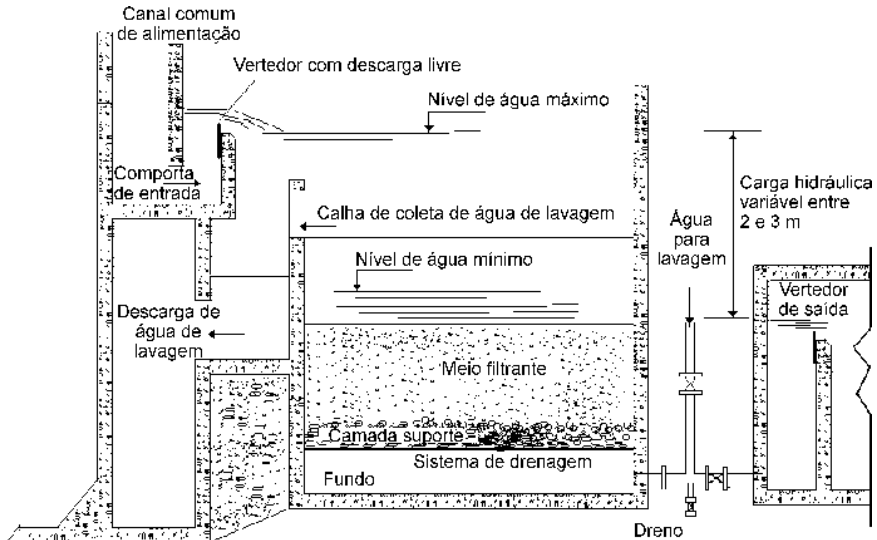 Canal comum
de alimentação
Vertedor com descarga livre
Nível de água máximo
Comporta
de entrada
Carga hidráulica
variável entre
2 e 3 m
Calha de coleta de água de lavagem
Água
para
lavagem
Nível de água mínimo
Vertedor
de saída
Descarga de
água de
lavagem
Meio filtrante
Camada suporte
Sistema de drenagem
Fundo
Dreno